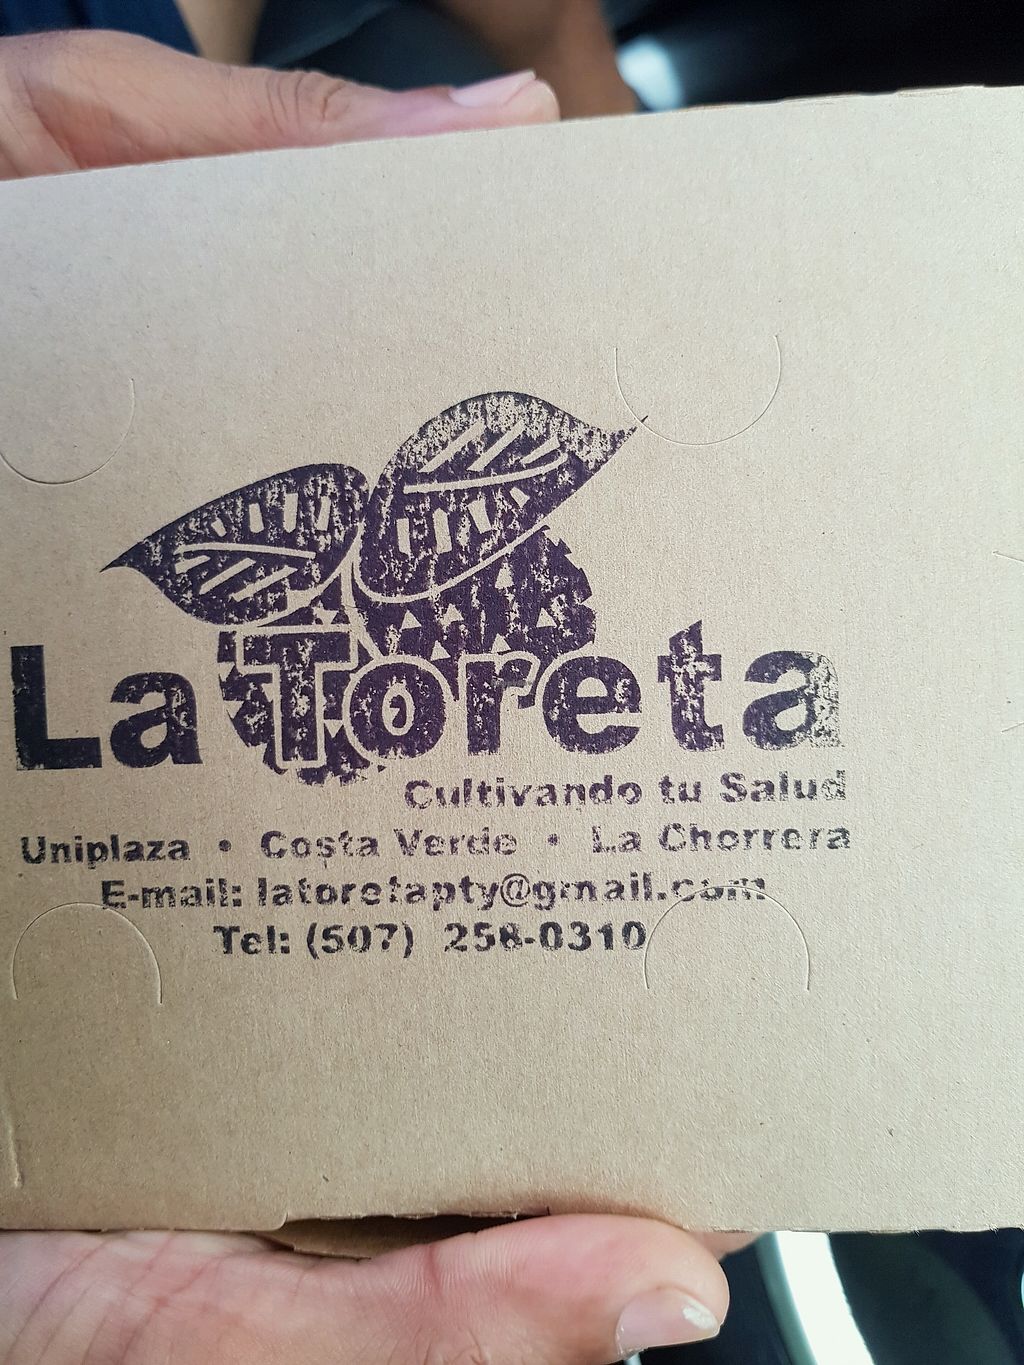 La Toreta
Cultivando tu Salud
Uniplaza • Costa Verde • La Chorrera
E-mail: latoretapty@gmail.com
Tel: (507) 258-0310